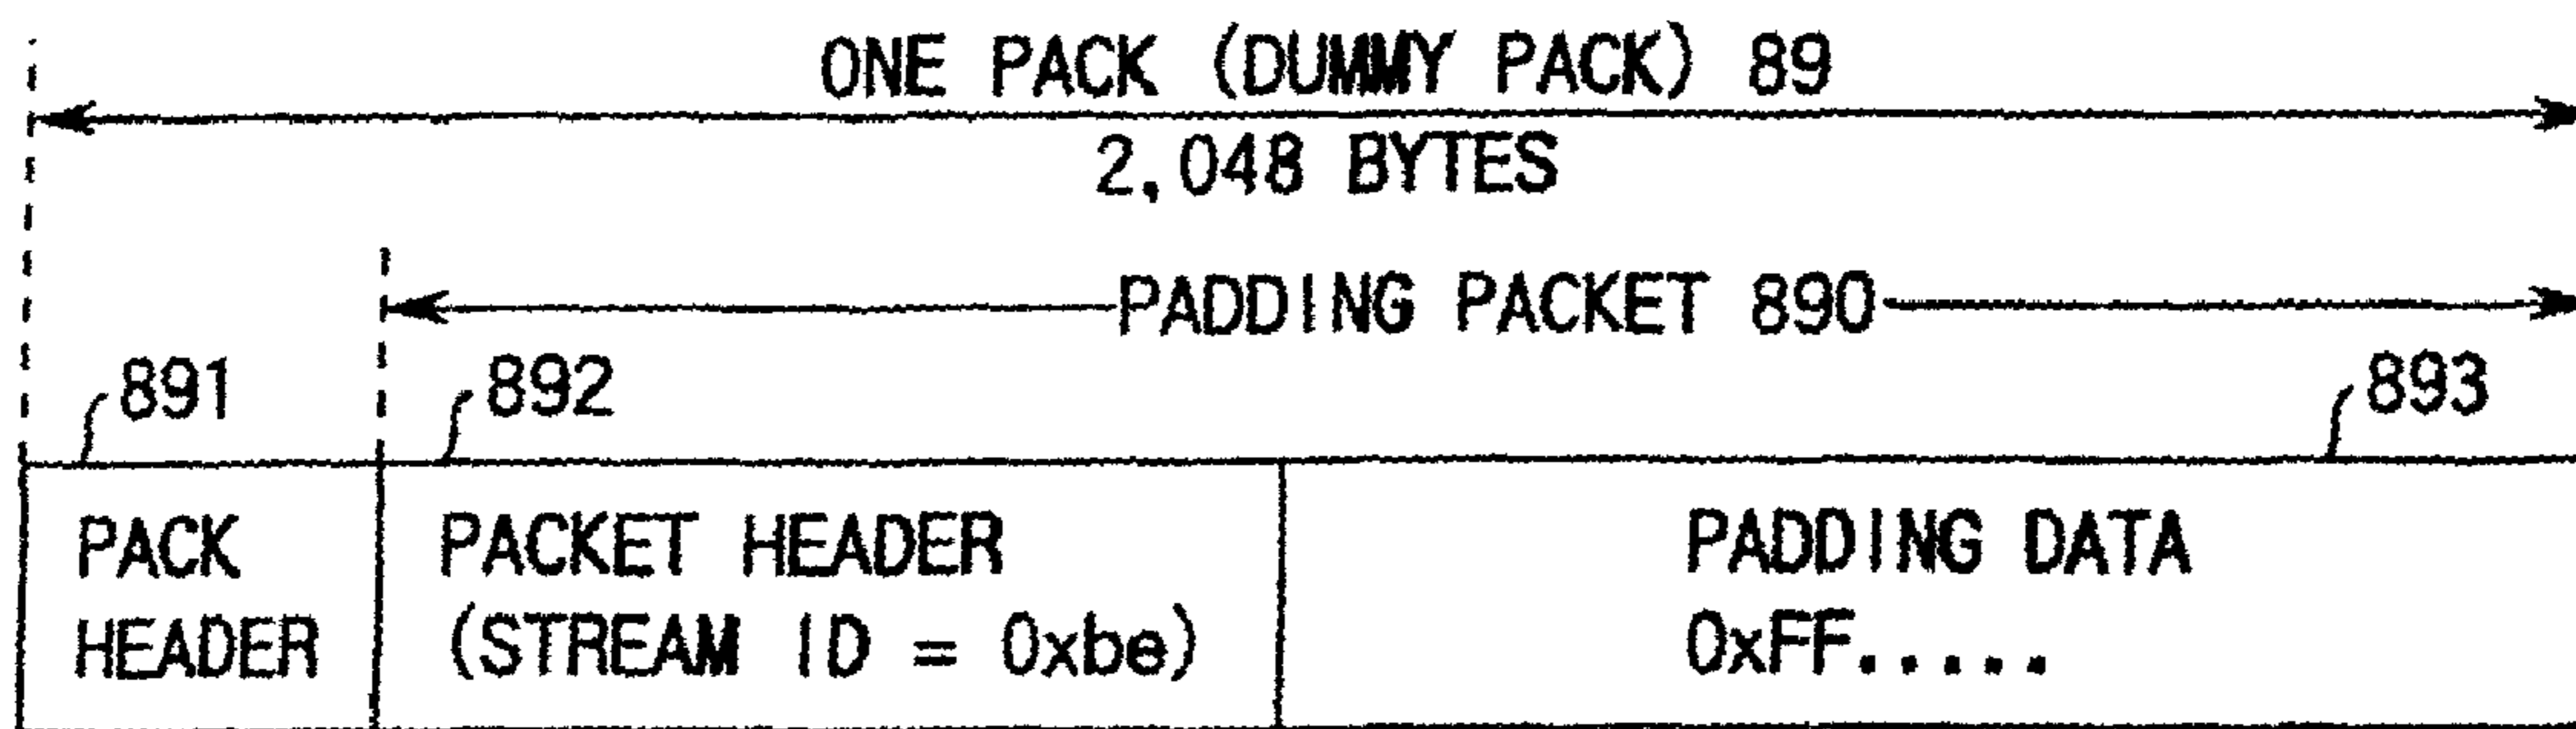 ONE PACK (DUMMY PACK) 89
2,048 BYTES
PADDING PACKET 890
891
892
893
PACK
HEADER
PACKET HEADER
(STREAM ID = 0xbe)
PADDING DATA
0xFF.....